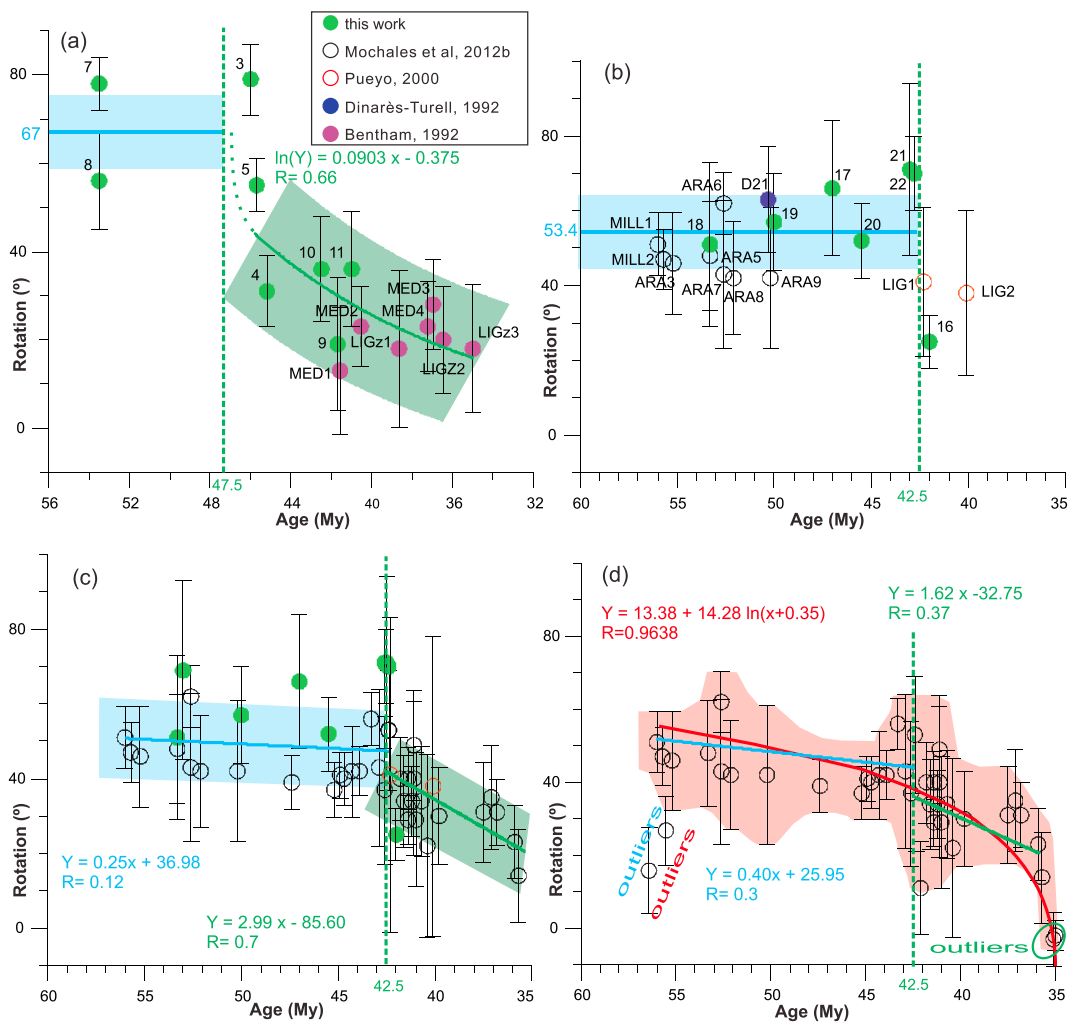 (a)
this work
Mochales et al, 2012b
Pueyo, 2000
Dinarès-Turell, 1992
Bentham, 1992
80
40
0
67
7
8
3
5
4
10
11
9
ln(Y) = 0.0903 x - 0.375
R= 0.66
MED3
MED2
MED4
LIGz1
LIGz3
LIGZ2
MED1
47.5
56
52
48
44
40
36
32
Age (My)
Rotation (º)
(b)
80
40
0
53.4
MILL1
MILL2
ARA3
18
ARA6
ARA5
ARA7
ARA8
D21
19
ARA9
17
20
21
22
LIG1
LIG2
16
42.5
60
55
50
45
40
35
Age (My)
Rotation (º)
(c)
80
40
0
Y = 0.25x + 36.98
R= 0.12
Y = 2.99 x - 85.60
R= 0.7
42.5
60
55
50
45
40
35
Age (My)
Rotation (º)
(d)
80
40
0
Y = 13.38 + 14.28 ln(x+0.35)
R=0.9638
Y = 1.62 x -32.75
R= 0.37
outliers
outliers
Y = 0.40x + 25.95
R= 0.3
outliers
42.5
60
55
50
45
40
35
Age (My)
Rotation (º)